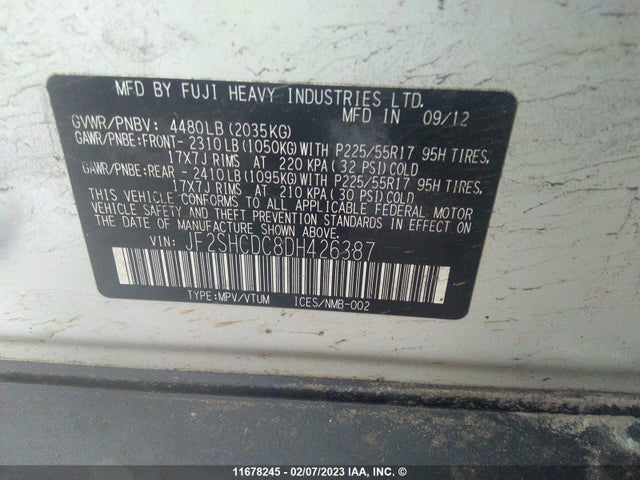 MFD BY FUJI HEAVY INDUSTRIES LTD.
MFD IN 09/12
GVWR/PNBV: 4480LB (2035KG)
GAWR/PNBE:FRONT- 2310LB(1050KG)WITH P225/55R17 95H TIRES,
17X7J RIMS AT 220 KPA(32 PSI)COLD
GAWR/PNBE:REAR - 2410LB(1095KG)WITH P225/55R17 95H TIRES,
17X7J RIMS AT 210 KPA(30 PSI)COLD
THIS VEHICLE CONFORMS TO ALL APPLICABLE FEDERAL MOTOR
VEHICLE SAFETY AND THEFT PREVENTION STANDARDS IN EFFECT ON
THE DATE OF MANUFACTURE SHOWN ABOVE.
VIN: JF2SHCDC8DH426387
TYPE:MPV/VTUM ICES/NMB-002
11678245 - 02/07/2023 IAA, INC. ©